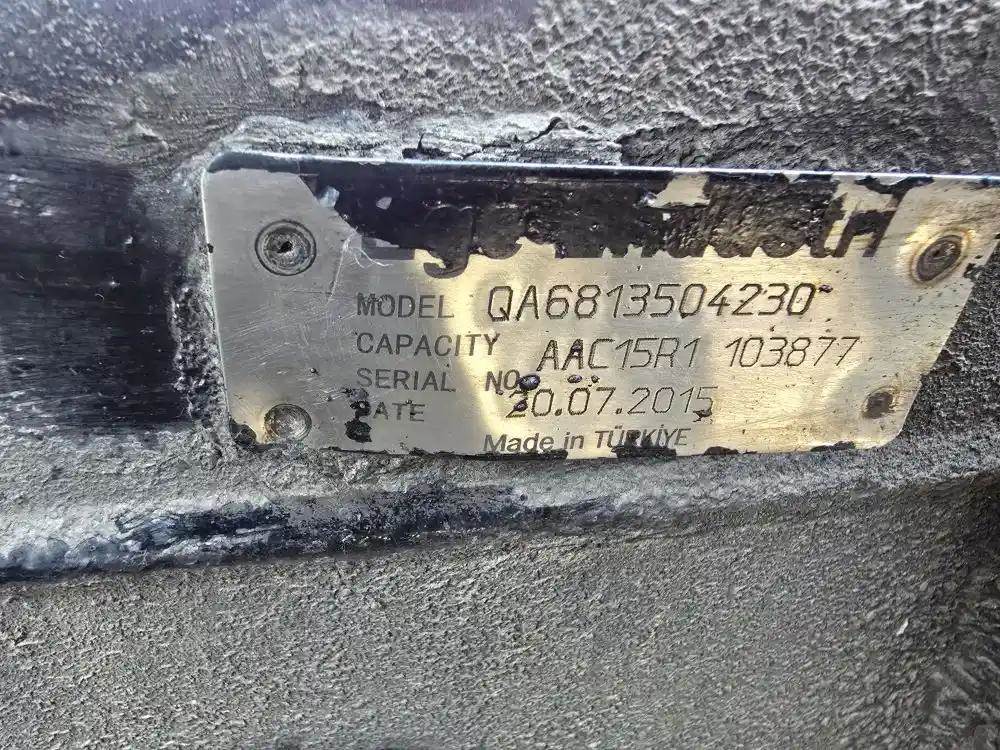 MODEL QA6813504230
CAPACITY AAC15R1 103877
SERIAL NO
DATE 20.07.2015
Made in TÜRKİYE